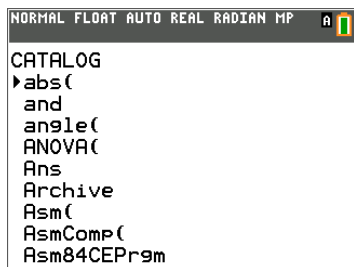 NORMAL FLOAT AUTO REAL RADIAN MP A
CATALOG
▶abs(
and
angle(
ANOVA(
Ans
Archive
Asm(
AsmComp(
Asm84CEPrgm